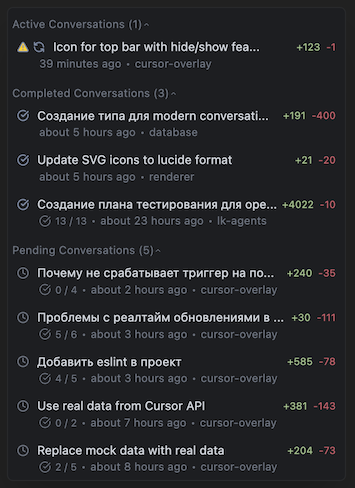 Active Conversations (1)
Icon for top bar with hide/show fea... +123 -1
39 minutes ago • cursor-overlay
Completed Conversations (3)
Создание типа для modern conversati... +191 -400
about 5 hours ago • database
Update SVG icons to lucide format +21 -20
about 5 hours ago • renderer
Создание плана тестирования для оре... +4022 -10
13 / 13 • about 23 hours ago • lk-agents
Pending Conversations (5)
Почему не срабатывает триггер на по... +240 -35
0 / 4 • about 2 hours ago • cursor-overlay
Проблемы с реалтайм обновлениями в ... +30 -111
5 / 6 • about 3 hours ago • cursor-overlay
Добавить eslint в проект +585 -78
4 / 5 • about 3 hours ago • cursor-overlay
Use real data from Cursor API +381 -143
0 / 2 • about 7 hours ago • cursor-overlay
Replace mock data with real data +204 -73
2 / 5 • about 8 hours ago • cursor-overlay